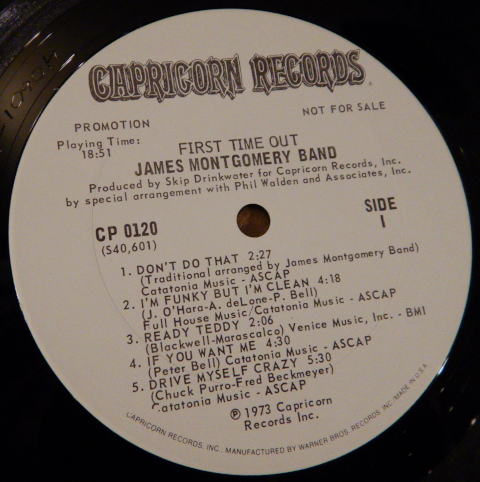 CAPRICORN RECORDS
PROMOTION
NOT FOR SALE
Playing Time:
18:51
FIRST TIME OUT
JAMES MONTGOMERY BAND
Produced by Skip Drinkwater for Capricorn Records, Inc.
by special arrangement with Phil Walden and Associates, Inc.
CP 0120
(S40,601)
SIDE
I
1. DON'T DO THAT 2:27
(Traditional arranged by James Montgomery Band)
Catatonia Music - ASCAP
2. I'M FUNKY BUT I'M CLEAN 4:18
(J. O'Hara-A. deLone-P. Bell)
Full House Music/Catatonia Music - ASCAP
3. READY TEDDY 2:06
(Blackwell-Marascalco) Venice Music, Inc. - BMI
4. IF YOU WANT ME 4:30
(Peter Bell) Catatonia Music - ASCAP
5. DRIVE MYSELF CRAZY 5:30
(Chuck Purro-Fred Beckmeyer)
Catatonia Music - ASCAP
℗ 1973 Capricorn
Records Inc.
CAPRICORN RECORDS, INC., MANUFACTURED BY WARNER BROS. RECORDS INC./MADE IN U.S.A.